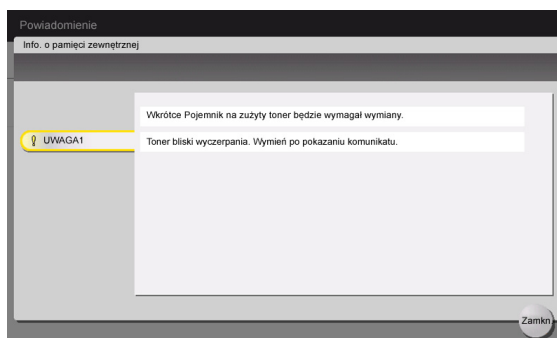 Powiadomienie
Info. o pamięci zewnętrznej
Wkrótce Pojemnik na zużyty toner będzie wymagał wymiany.
UWAGA1
Toner bliski wyczerpania. Wymień po pokazaniu komunikatu.
Zamkn